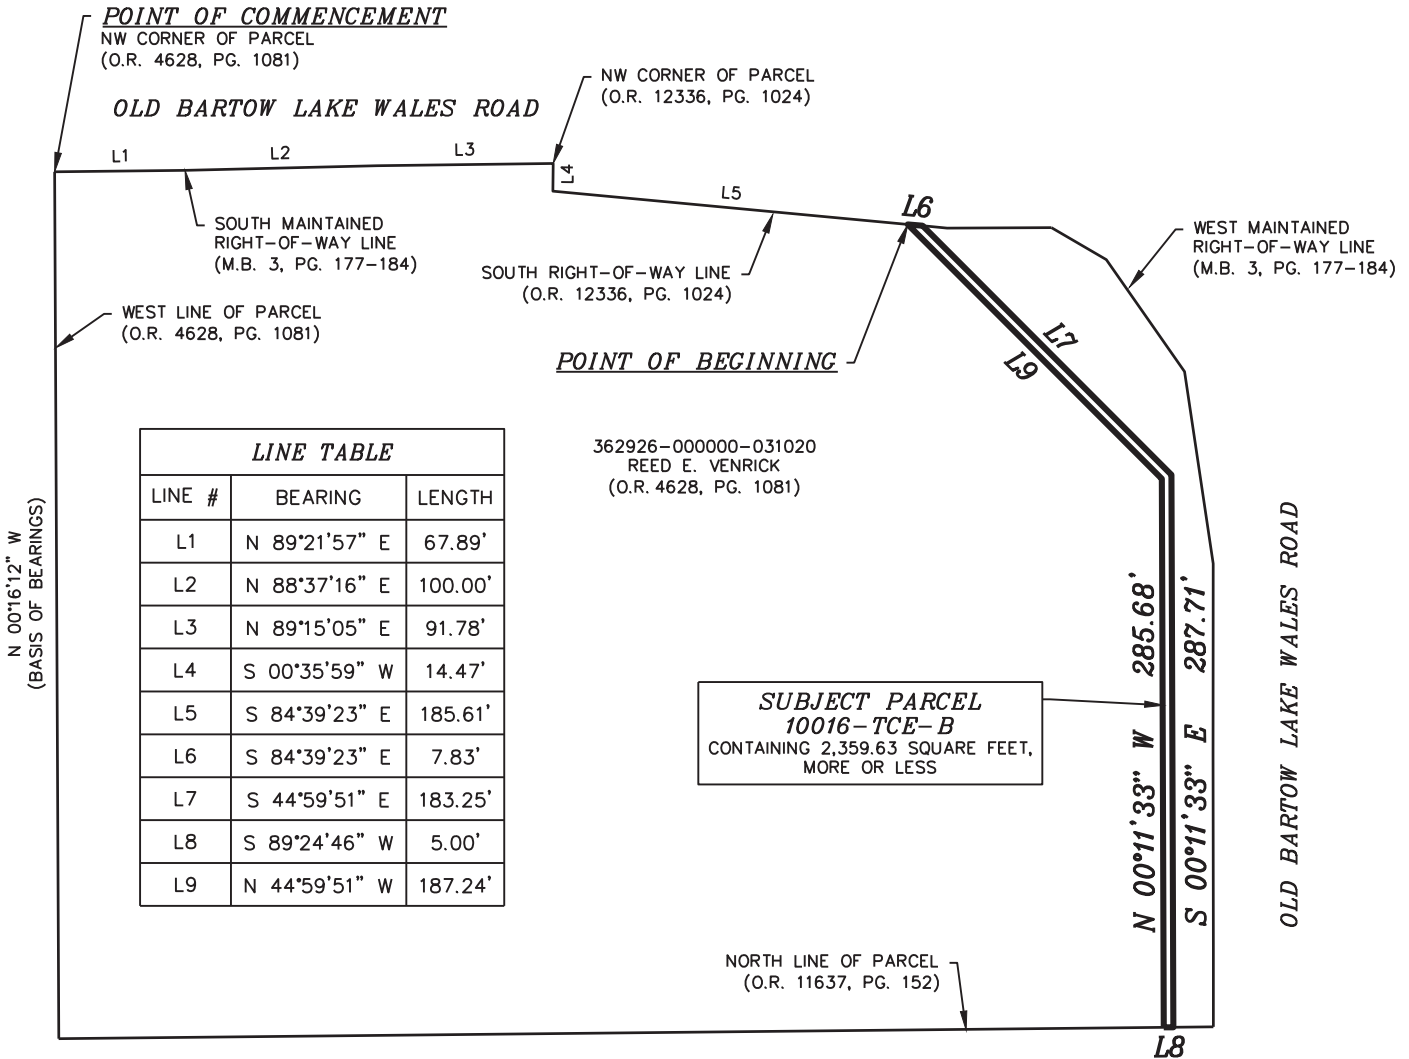 POINT OF COMMENCEMENT
NW CORNER OF PARCEL
(O.R. 4628, PG. 1081)
OLD BARTOW LAKE WALES ROAD
NW CORNER OF PARCEL
(O.R. 12336, PG. 1024)
L1
L2
L3
L4
L5
L6
SOUTH MAINTAINED
RIGHT-OF-WAY LINE
(M.B. 3, PG. 177-184)
SOUTH RIGHT-OF-WAY LINE
(O.R. 12336, PG. 1024)
WEST MAINTAINED
RIGHT-OF-WAY LINE
(M.B. 3, PG. 177-184)
WEST LINE OF PARCEL
(O.R. 4628, PG. 1081)
POINT OF BEGINNING
L7
L9
LINE TABLE
LINE # BEARING LENGTH
L1 N 89°21'57" E 67.89'
L2 N 88°37'16" E 100.00'
L3 N 89°15'05" E 91.78'
L4 S 00°35'59" W 14.47'
L5 S 84°39'23" E 185.61'
L6 S 84°39'23" E 7.83'
L7 S 44°59'51" E 183.25'
L8 S 89°24'46" W 5.00'
L9 N 44°59'51" W 187.24'
362926-000000-031020
REED E. VENRICK
(O.R. 4628, PG. 1081)
N 00°16'12" W
(BASIS OF BEARINGS)
SUBJECT PARCEL
10016-TCE-B
CONTAINING 2,359.63 SQUARE FEET,
MORE OR LESS
N 00°11'33" W 285.68'
S 00°11'33" E 287.71'
OLD BARTOW LAKE WALES ROAD
NORTH LINE OF PARCEL
(O.R. 11637, PG. 152)
L8